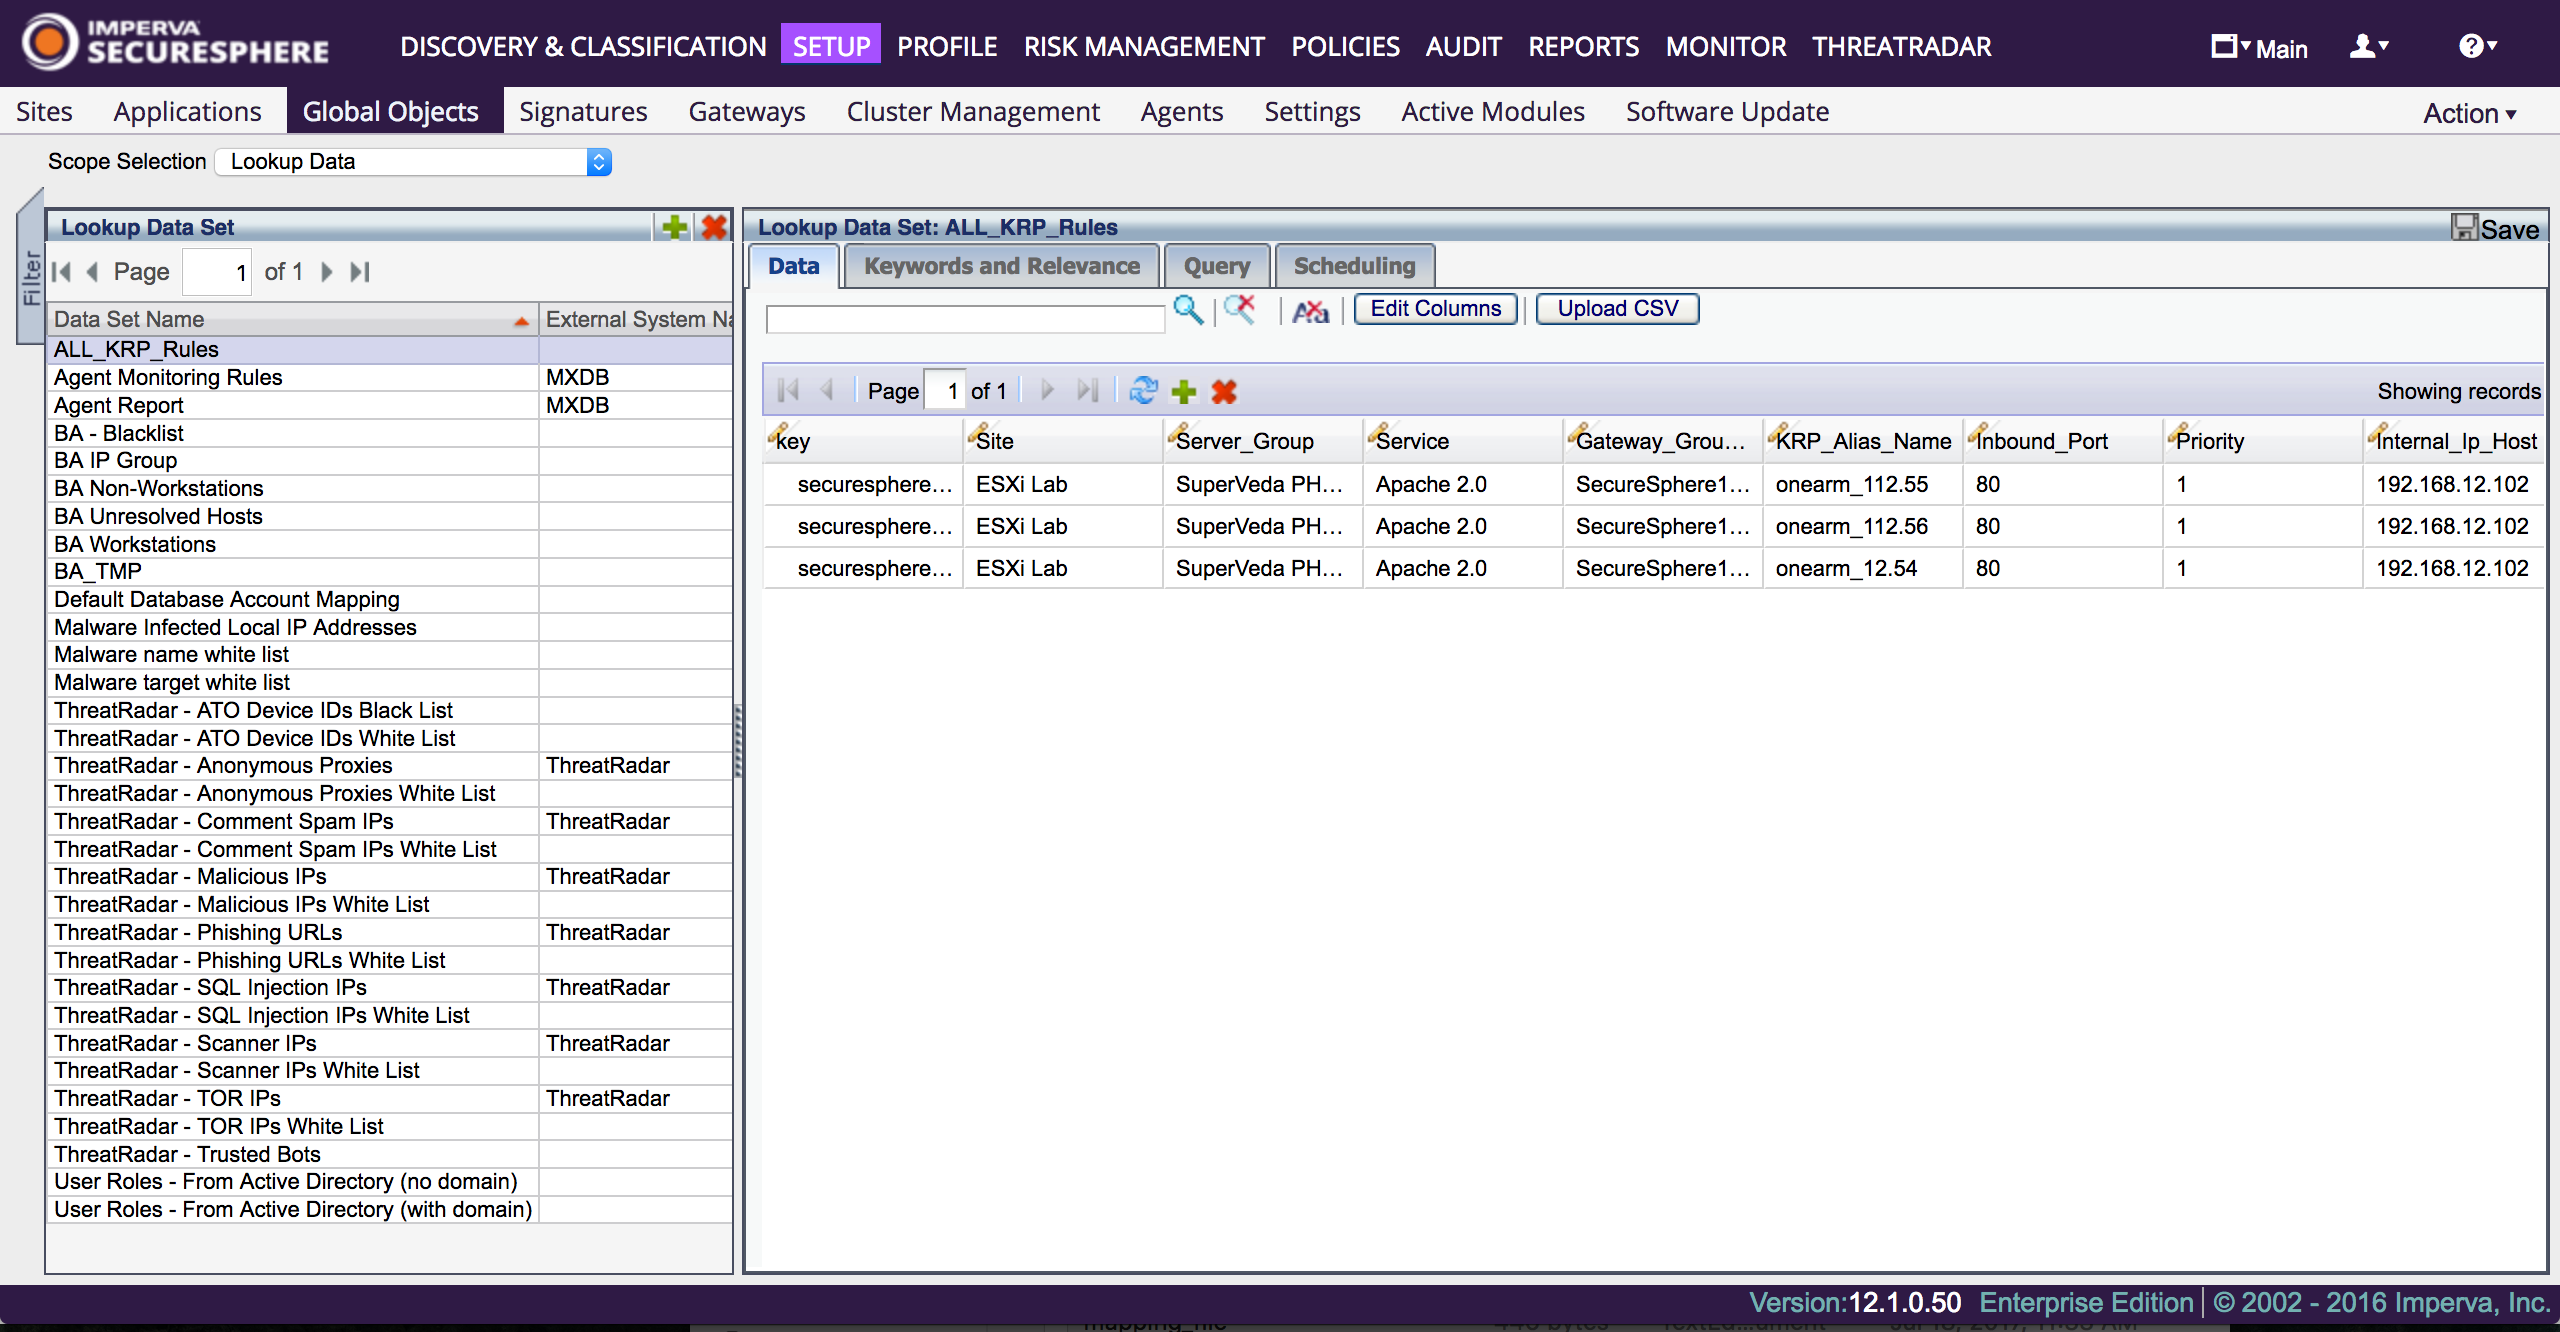 IMPERVA
SECURESPHERE
DISCOVERY & CLASSIFICATION SETUP PROFILE RISK MANAGEMENT POLICIES AUDIT REPORTS MONITOR THREATRADAR Main
Sites Applications Global Objects Signatures Gateways Cluster Management Agents Settings Active Modules Software Update Action
Scope Selection Lookup Data
Filter
Lookup Data Set
Page 1 of 1
Data Set Name External System Na
ALL_KRP_Rules
Agent Monitoring Rules MXDB
Agent Report MXDB
BA - Blacklist
BA IP Group
BA Non-Workstations
BA Unresolved Hosts
BA Workstations
BA_TMP
Default Database Account Mapping
Malware Infected Local IP Addresses
Malware name white list
Malware target white list
ThreatRadar - ATO Device IDs Black List
ThreatRadar - ATO Device IDs White List
ThreatRadar - Anonymous Proxies ThreatRadar
ThreatRadar - Anonymous Proxies White List
ThreatRadar - Comment Spam IPs ThreatRadar
ThreatRadar - Comment Spam IPs White List
ThreatRadar - Malicious IPs ThreatRadar
ThreatRadar - Malicious IPs White List
ThreatRadar - Phishing URLs ThreatRadar
ThreatRadar - Phishing URLs White List
ThreatRadar - SQL Injection IPs ThreatRadar
ThreatRadar - SQL Injection IPs White List
ThreatRadar - Scanner IPs ThreatRadar
ThreatRadar - Scanner IPs White List
ThreatRadar - TOR IPs ThreatRadar
ThreatRadar - TOR IPs White List
ThreatRadar - Trusted Bots
User Roles - From Active Directory (no domain)
User Roles - From Active Directory (with domain)
Lookup Data Set: ALL_KRP_Rules Save
Data Keywords and Relevance Query Scheduling
Edit Columns Upload CSV
Page 1 of 1 Showing records
key Site Server_Group Service Gateway_Grou... KRP_Alias_Name Inbound_Port Priority Internal_Ip_Host
securesphere... ESXi Lab SuperVeda PH... Apache 2.0 SecureSphere1... onearm_112.55 80 1 192.168.12.102
securesphere... ESXi Lab SuperVeda PH... Apache 2.0 SecureSphere1... onearm_112.56 80 1 192.168.12.102
securesphere... ESXi Lab SuperVeda PH... Apache 2.0 SecureSphere1... onearm_12.54 80 1 192.168.12.102
Version:12.1.0.50 Enterprise Edition | © 2002 - 2016 Imperva, Inc.